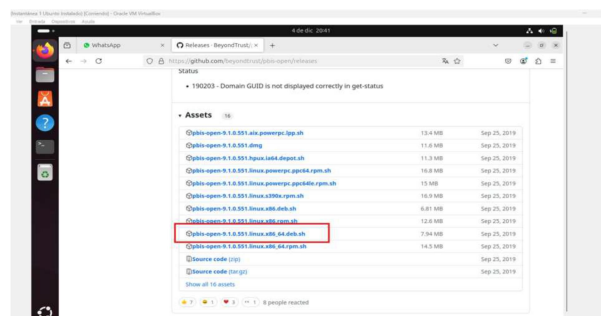 4 de dic 20:41
WhatsApp
Releases · BeyondTrust/
https://github.com/BeyondTrust/pbis-open/releases
Status
190203 - Domain GUID is not displayed correctly in get-status
Assets 16
pbis-open-9.1.0.551.aix.powerpc.lpp.sh 13.4 MB Sep 25, 2019
pbis-open-9.1.0.551.dmg 11.6 MB Sep 25, 2019
pbis-open-9.1.0.551.hpux.ia64.depot.sh 11.3 MB Sep 25, 2019
pbis-open-9.1.0.551.linux.powerpc.ppc64.rpm.sh 16.8 MB Sep 25, 2019
pbis-open-9.1.0.551.linux.powerpc.ppc64le.rpm.sh 15 MB Sep 25, 2019
pbis-open-9.1.0.551.linux.s390x.rpm.sh 16.9 MB Sep 25, 2019
pbis-open-9.1.0.551.linux.x86.deb.sh 6.81 MB Sep 25, 2019
pbis-open-9.1.0.551.linux.x86.rpm.sh 12.6 MB Sep 25, 2019
pbis-open-9.1.0.551.linux.x86_64.deb.sh 7.94 MB Sep 25, 2019
pbis-open-9.1.0.551.linux.x86_64.rpm.sh 14.5 MB Sep 25, 2019
Source code (zip) Sep 25, 2019
Source code (tar.gz) Sep 25, 2019
Show all 16 assets
7 1 3 1 8 people reacted